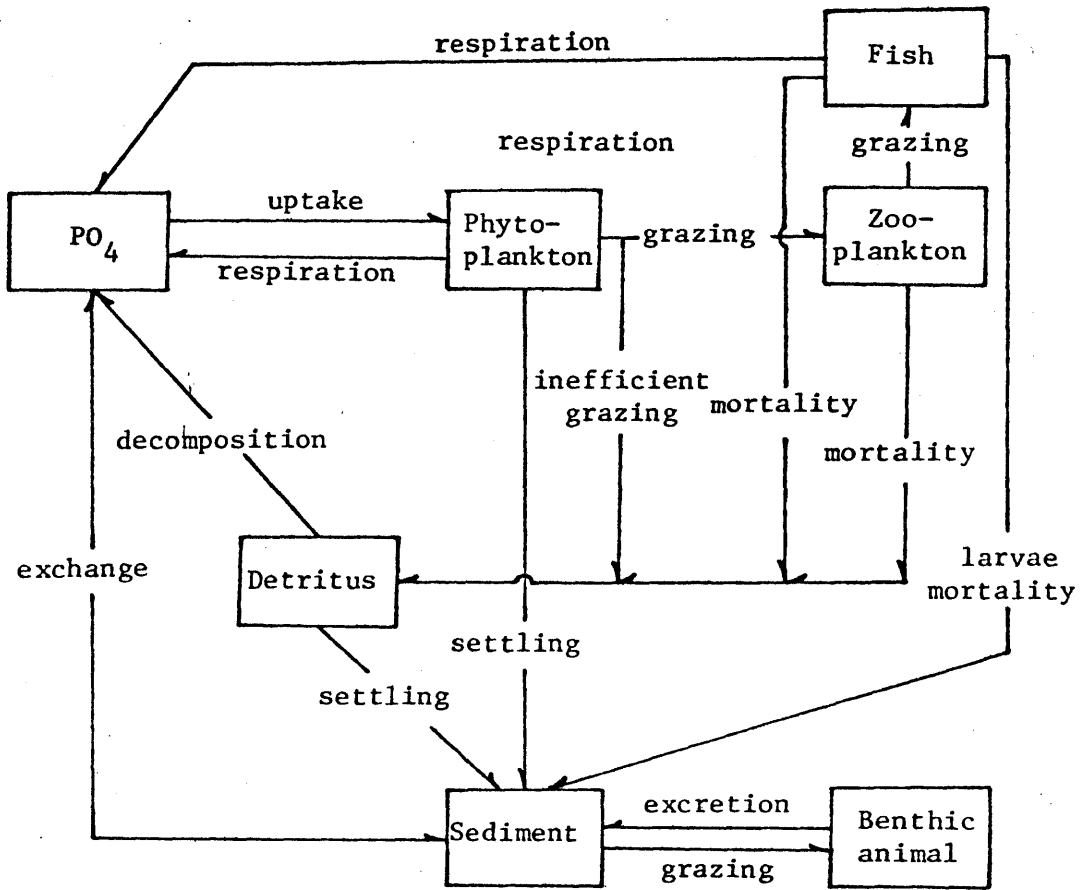 respiration
Fish
respiration
grazing
PO4
uptake
respiration
Phyto-
plankton
grazing
Zoo-
plankton
inefficient
grazing
mortality
mortality
decomposition
exchange
Detritus
larvae
mortality
settling
settling
Sediment
excretion
grazing
Benthic
animal